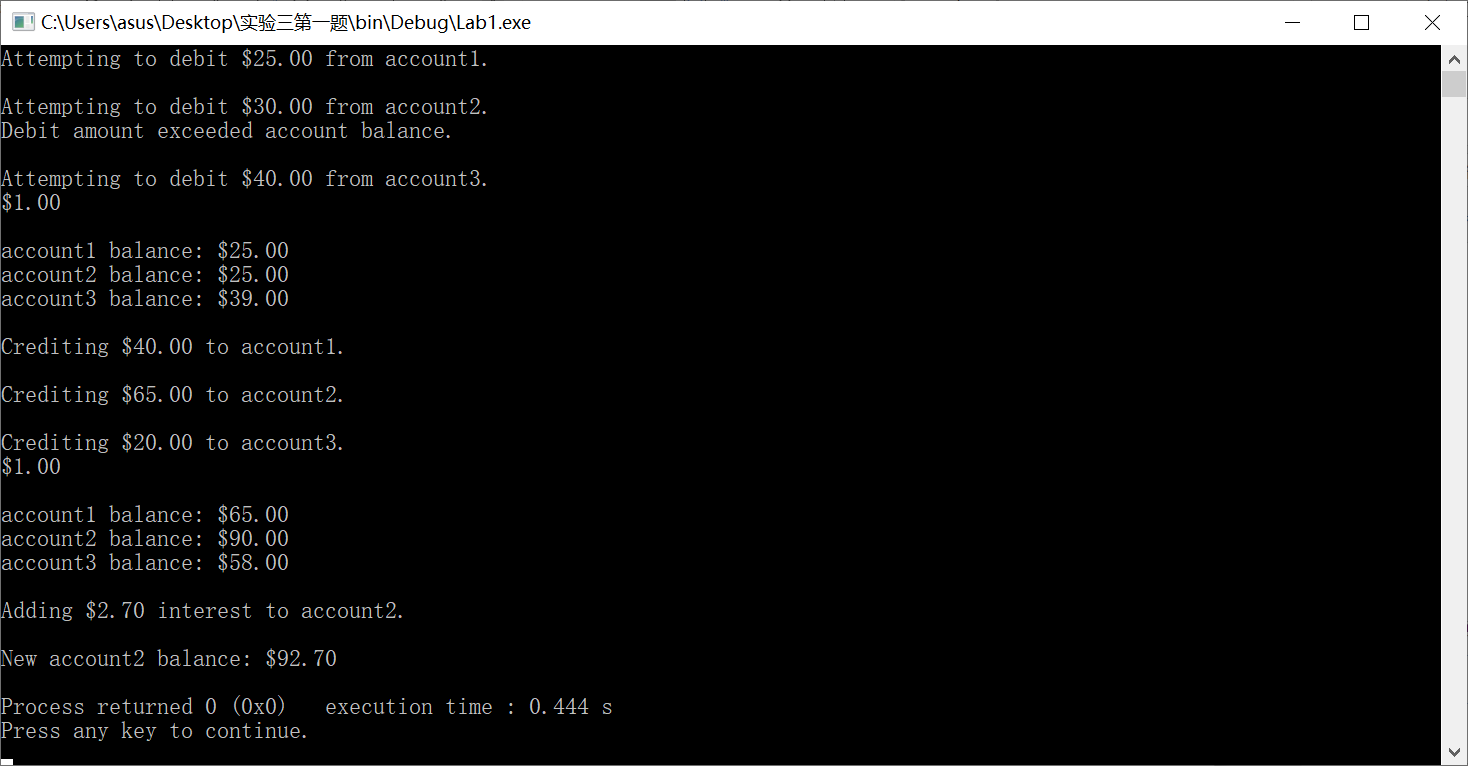 C:\Users\asus\Desktop\实验三第一题\bin\Debug\Lab1.exe
Attempting to debit $25.00 from account1.
Attempting to debit $30.00 from account2.
Debit amount exceeded account balance.
Attempting to debit $40.00 from account3.
$1.00
account1 balance: $25.00
account2 balance: $25.00
account3 balance: $39.00
Crediting $40.00 to account1.
Crediting $65.00 to account2.
Crediting $20.00 to account3.
$1.00
account1 balance: $65.00
account2 balance: $90.00
account3 balance: $58.00
Adding $2.70 interest to account2.
New account2 balance: $92.70
Process returned 0 (0x0)   execution time : 0.444 s
Press any key to continue.